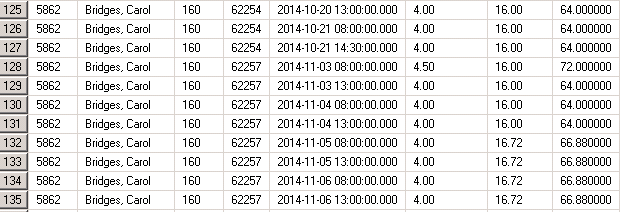 125 5862 Bridges, Carol 160 62254 2014-10-20 13:00:00.000 4.00 16.00 64.000000
126 5862 Bridges, Carol 160 62254 2014-10-21 08:00:00.000 4.00 16.00 64.000000
127 5862 Bridges, Carol 160 62254 2014-10-21 14:30:00.000 4.00 16.00 64.000000
128 5862 Bridges, Carol 160 62257 2014-11-03 08:00:00.000 4.50 16.00 72.000000
129 5862 Bridges, Carol 160 62257 2014-11-03 13:00:00.000 4.00 16.00 64.000000
130 5862 Bridges, Carol 160 62257 2014-11-04 08:00:00.000 4.00 16.00 64.000000
131 5862 Bridges, Carol 160 62257 2014-11-04 13:00:00.000 4.00 16.00 64.000000
132 5862 Bridges, Carol 160 62257 2014-11-05 08:00:00.000 4.00 16.72 66.880000
133 5862 Bridges, Carol 160 62257 2014-11-05 13:00:00.000 4.00 16.72 66.880000
134 5862 Bridges, Carol 160 62257 2014-11-06 08:00:00.000 4.00 16.72 66.880000
135 5862 Bridges, Carol 160 62257 2014-11-06 13:00:00.000 4.00 16.72 66.880000